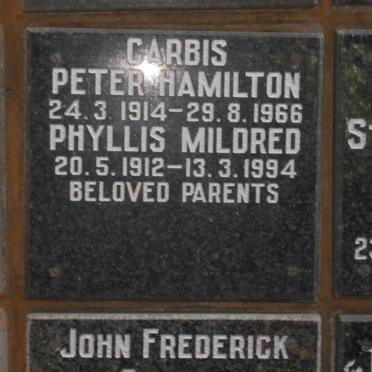 CARBIS
PETER HAMILTON
24.3.1914-29.8.1966
PHYLLIS MILDRED
20.5.1912-13.3.1994
BELOVED PARENTS
JOHN FREDERICK